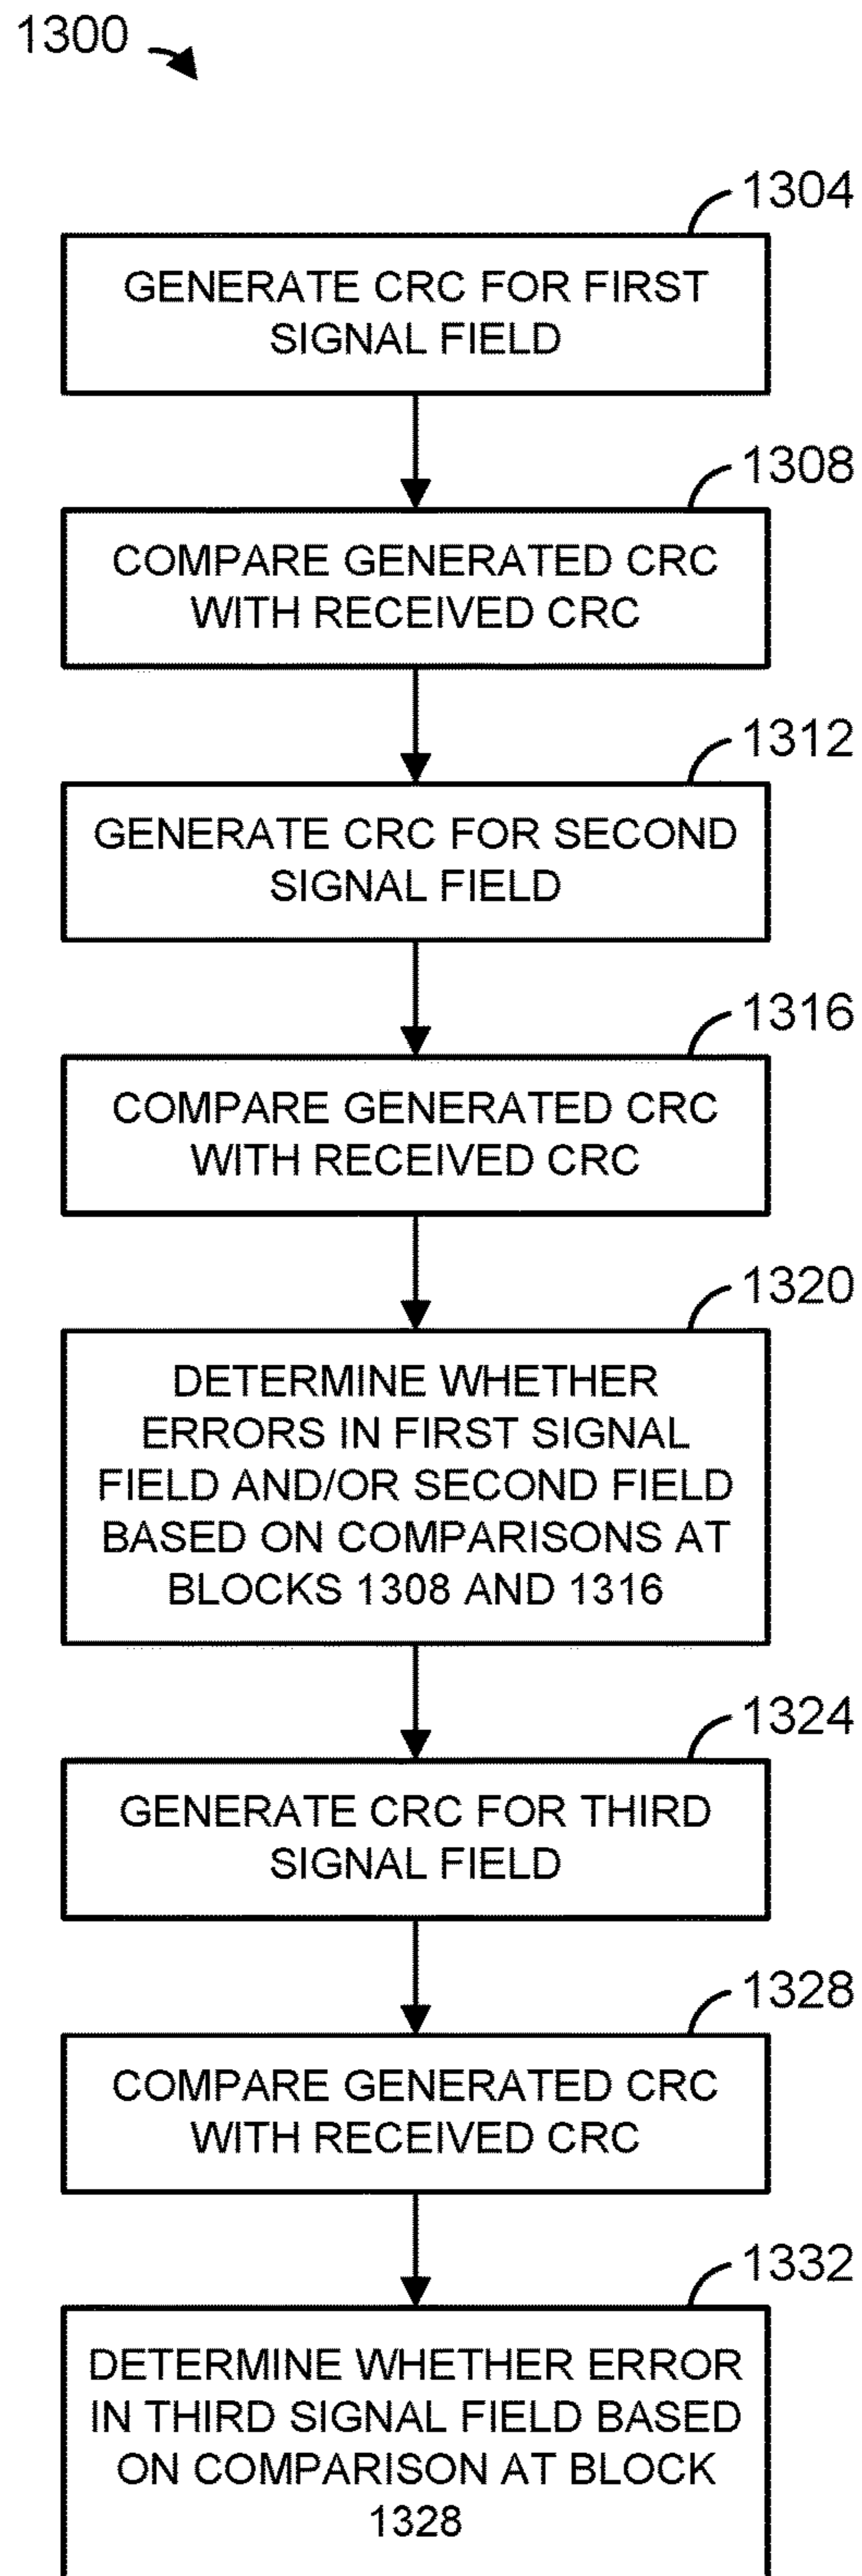 1300
1304
GENERATE CRC FOR FIRST
SIGNAL FIELD
1308
COMPARE GENERATED CRC
WITH RECEIVED CRC
1312
GENERATE CRC FOR SECOND
SIGNAL FIELD
1316
COMPARE GENERATED CRC
WITH RECEIVED CRC
1320
DETERMINE WHETHER
ERRORS IN FIRST SIGNAL
FIELD AND/OR SECOND FIELD
BASED ON COMPARISONS AT
BLOCKS 1308 AND 1316
1324
GENERATE CRC FOR THIRD
SIGNAL FIELD
1328
COMPARE GENERATED CRC
WITH RECEIVED CRC
1332
DETERMINE WHETHER ERROR
IN THIRD SIGNAL FIELD BASED
ON COMPARISON AT BLOCK
1328